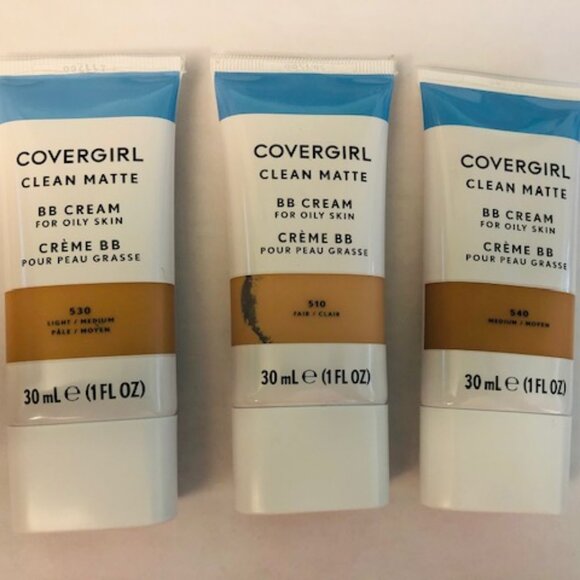 COVERGIRL
CLEAN MATTE
BB CREAM
FOR OILY SKIN
CRÈME BB
POUR PEAU GRASSE
530
LIGHT / MEDIUM
PÂLE / MOYEN
30 mL e (1 FL OZ)
COVERGIRL
CLEAN MATTE
BB CREAM
FOR OILY SKIN
CRÈME BB
POUR PEAU GRASSE
510
FAIR / CLAIR
30 mL e (1 FL OZ)
COVERGIRL
CLEAN MATTE
BB CREAM
FOR OILY SKIN
CRÈME BB
POUR PEAU GRASSE
540
MEDIUM / MOYEN
30 mL e (1 FL OZ)